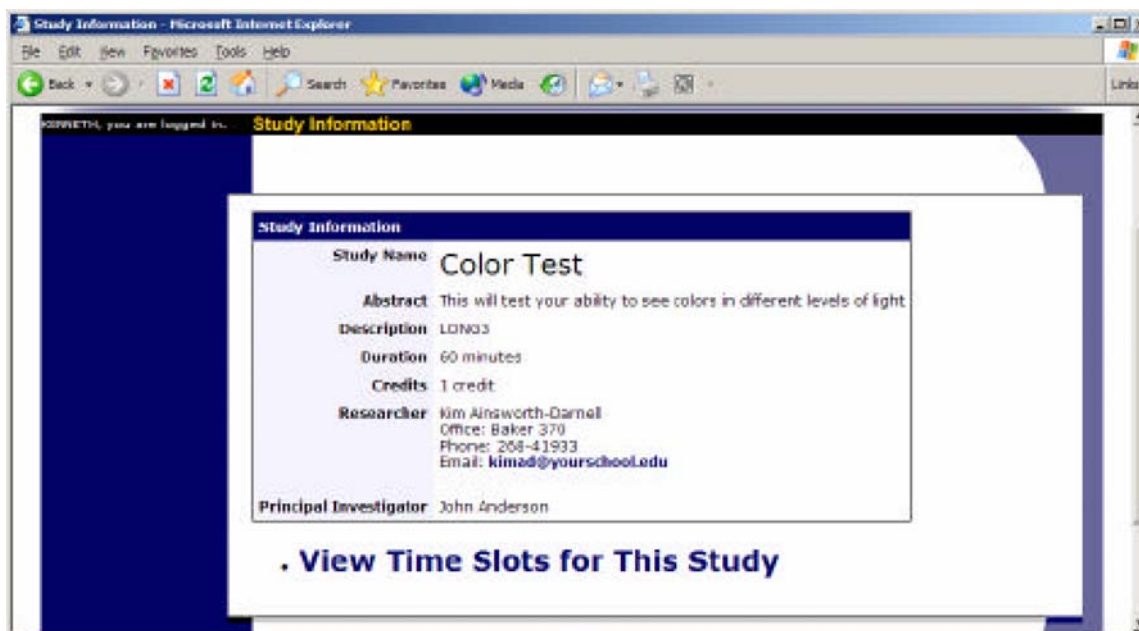 Study Information - Microsoft Internet Explorer
File Edit View Favorites Tools Help
Back Search Favorites Media Links
KENNETH, you are logged in. Study Information
Study Information
Study Name Color Test
Abstract This will test your ability to see colors in different levels of light
Description LONG3
Duration 60 minutes
Credits 1 credit
Researcher Kim Ainsworth-Darnell
Office: Baker 370
Phone: 268-41933
Email: kimad@yourschool.edu
Principal Investigator John Anderson
• View Time Slots for This Study